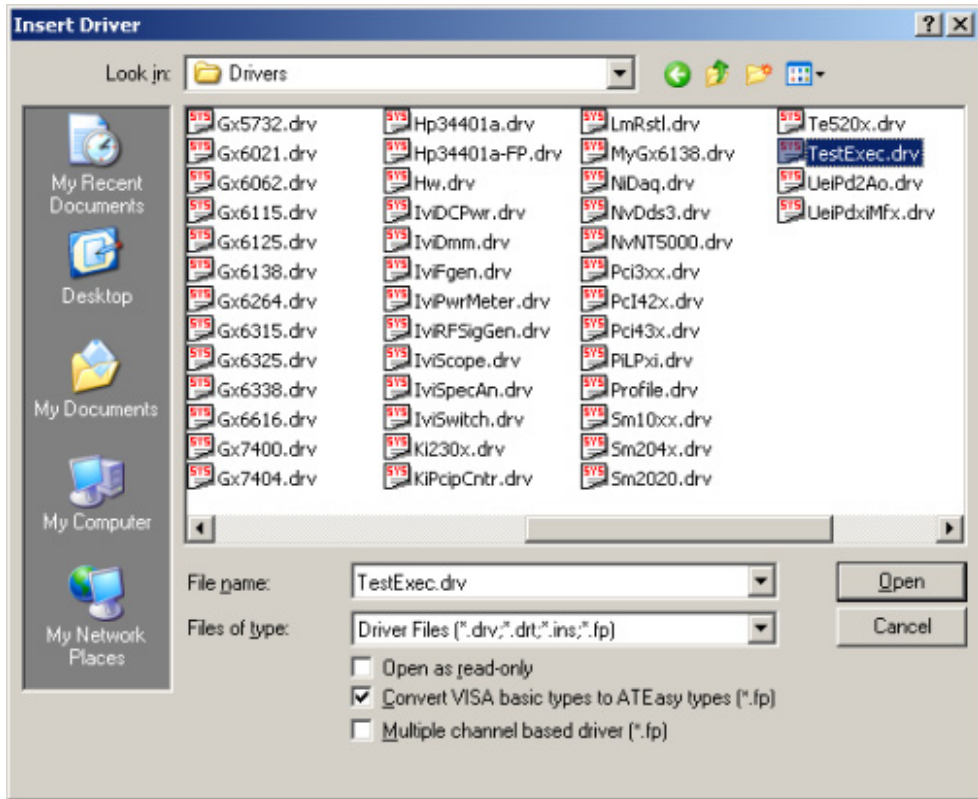 Insert Driver
Look in: Drivers
My Recent Documents
Desktop
My Documents
My Computer
My Network Places
Gx5732.drv
Gx6021.drv
Gx6062.drv
Gx6115.drv
Gx6125.drv
Gx6138.drv
Gx6264.drv
Gx6315.drv
Gx6325.drv
Gx6338.drv
Gx6616.drv
Gx7400.drv
Gx7404.drv
Hp34401a.drv
Hp34401a-FP.drv
Hw.drv
IviDCPwr.drv
IviDmm.drv
IviFgen.drv
IviPwrMeter.drv
IviRFSigGen.drv
IviScope.drv
IviSpecAn.drv
IviSwitch.drv
Ki230x.drv
KiPcipCntr.drv
LmRstl.drv
MyGx6138.drv
NiDaq.drv
NvDds3.drv
NvNT5000.drv
Pci3xx.drv
PcI42x.drv
Pci43x.drv
PiLPxi.drv
Profile.drv
Sm10xx.drv
Sm204x.drv
Sm2020.drv
Te520x.drv
TestExec.drv
UeiPd2Ao.drv
UeiPdxiMfx.drv
File name: TestExec.drv Open
Files of type: Driver Files (*.drv;*.drt;*.ins;*.fp) Cancel
Open as read-only
Convert VISA basic types to ATEasy types (*.fp)
Multiple channel based driver (*.fp)